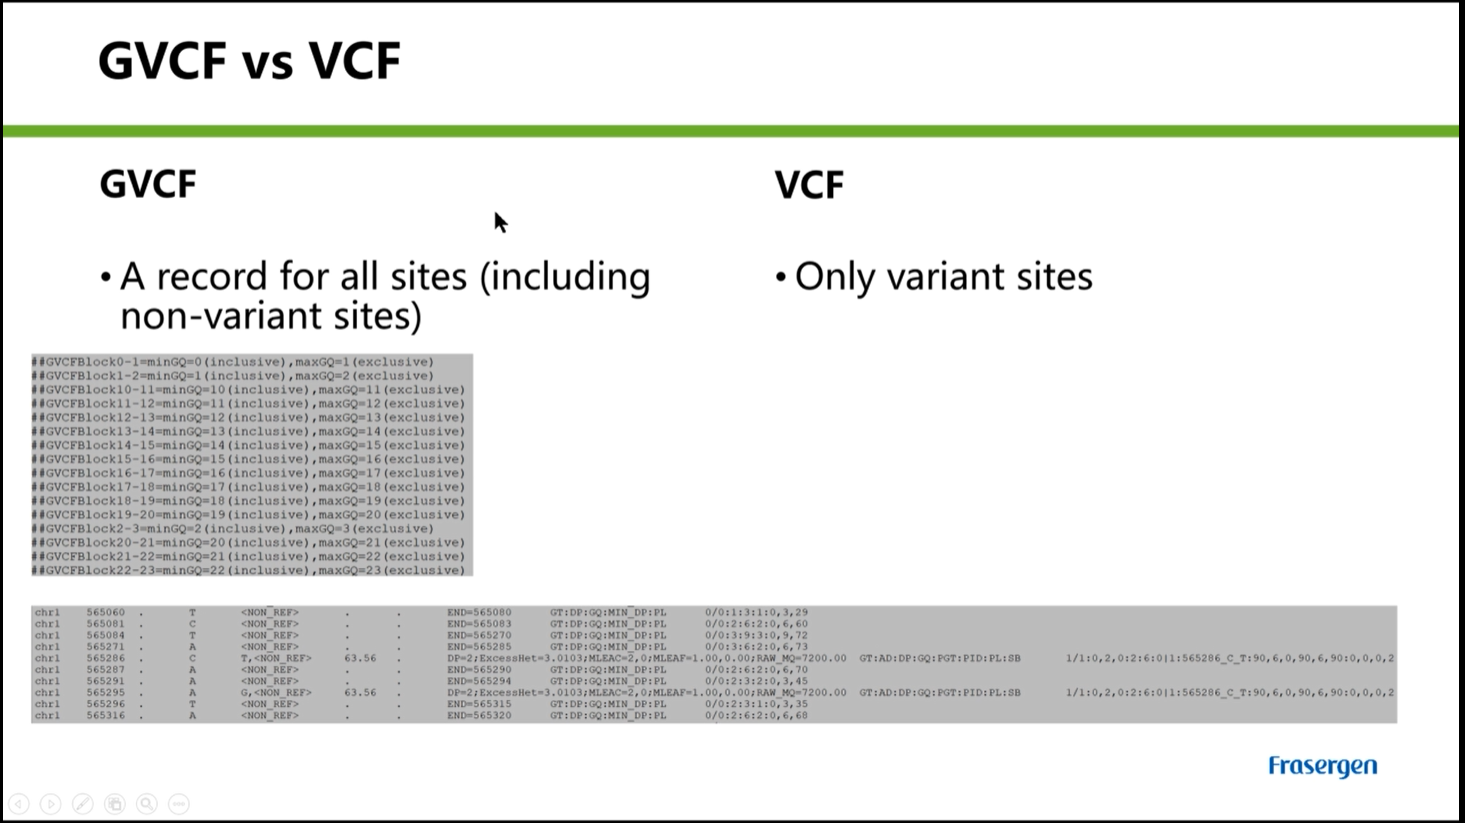 GVCF vs VCF
GVCF
VCF
• A record for all sites (including
non-variant sites)
• Only variant sites
##GVCFBlock0-1=minGQ=0(inclusive),maxGQ=1(exclusive)
##GVCFBlock1-2=minGQ=1(inclusive),maxGQ=2(exclusive)
##GVCFBlock10-11=minGQ=10(inclusive),maxGQ=11(exclusive)
##GVCFBlock11-12=minGQ=11(inclusive),maxGQ=12(exclusive)
##GVCFBlock12-13=minGQ=12(inclusive),maxGQ=13(exclusive)
##GVCFBlock13-14=minGQ=13(inclusive),maxGQ=14(exclusive)
##GVCFBlock14-15=minGQ=14(inclusive),maxGQ=15(exclusive)
##GVCFBlock15-16=minGQ=15(inclusive),maxGQ=16(exclusive)
##GVCFBlock16-17=minGQ=16(inclusive),maxGQ=17(exclusive)
##GVCFBlock17-18=minGQ=17(inclusive),maxGQ=18(exclusive)
##GVCFBlock18-19=minGQ=18(inclusive),maxGQ=19(exclusive)
##GVCFBlock19-20=minGQ=19(inclusive),maxGQ=20(exclusive)
##GVCFBlock2-3=minGQ=2(inclusive),maxGQ=3(exclusive)
##GVCFBlock20-21=minGQ=20(inclusive),maxGQ=21(exclusive)
##GVCFBlock21-22=minGQ=21(inclusive),maxGQ=22(exclusive)
##GVCFBlock22-23=minGQ=22(inclusive),maxGQ=23(exclusive)
chr1 565060 . T <NON_REF> . . END=565080 GT:DP:GQ:MIN_DP:PL 0/0:1:3:1:0,3,29
chr1 565081 . C <NON_REF> . . END=565083 GT:DP:GQ:MIN_DP:PL 0/0:2:6:2:0,6,60
chr1 565084 . T <NON_REF> . . END=565270 GT:DP:GQ:MIN_DP:PL 0/0:3:9:3:0,9,72
chr1 565271 . A <NON_REF> . . END=565285 GT:DP:GQ:MIN_DP:PL 0/0:3:6:2:0,6,73
chr1 565286 . C T,<NON_REF> 63.56 . DP=2;ExcessHet=3.0103;MLEAC=2,0;MLEAF=1.00,0.00;RAW_MQ=7200.00 GT:AD:DP:GQ:PGT:PID:PL:SB 1/1:0,2,0:2:6:0|1:565286_C_T:90,6,0,90,6,90:0,0,0,2
chr1 565287 . A <NON_REF> . . END=565290 GT:DP:GQ:MIN_DP:PL 0/0:2:6:2:0,6,70
chr1 565291 . A <NON_REF> . . END=565294 GT:DP:GQ:MIN_DP:PL 0/0:2:3:2:0,3,45
chr1 565295 . A G,<NON_REF> 63.56 . DP=2;ExcessHet=3.0103;MLEAC=2,0;MLEAF=1.00,0.00;RAW_MQ=7200.00 GT:AD:DP:GQ:PGT:PID:PL:SB 1/1:0,2,0:2:6:0|1:565286_C_T:90,6,0,90,6,90:0,0,0,2
chr1 565296 . T <NON_REF> . . END=565315 GT:DP:GQ:MIN_DP:PL 0/0:2:3:1:0,3,35
chr1 565316 . A <NON_REF> . . END=565320 GT:DP:GQ:MIN_DP:PL 0/0:2:6:2:0,6,68
Frasergen